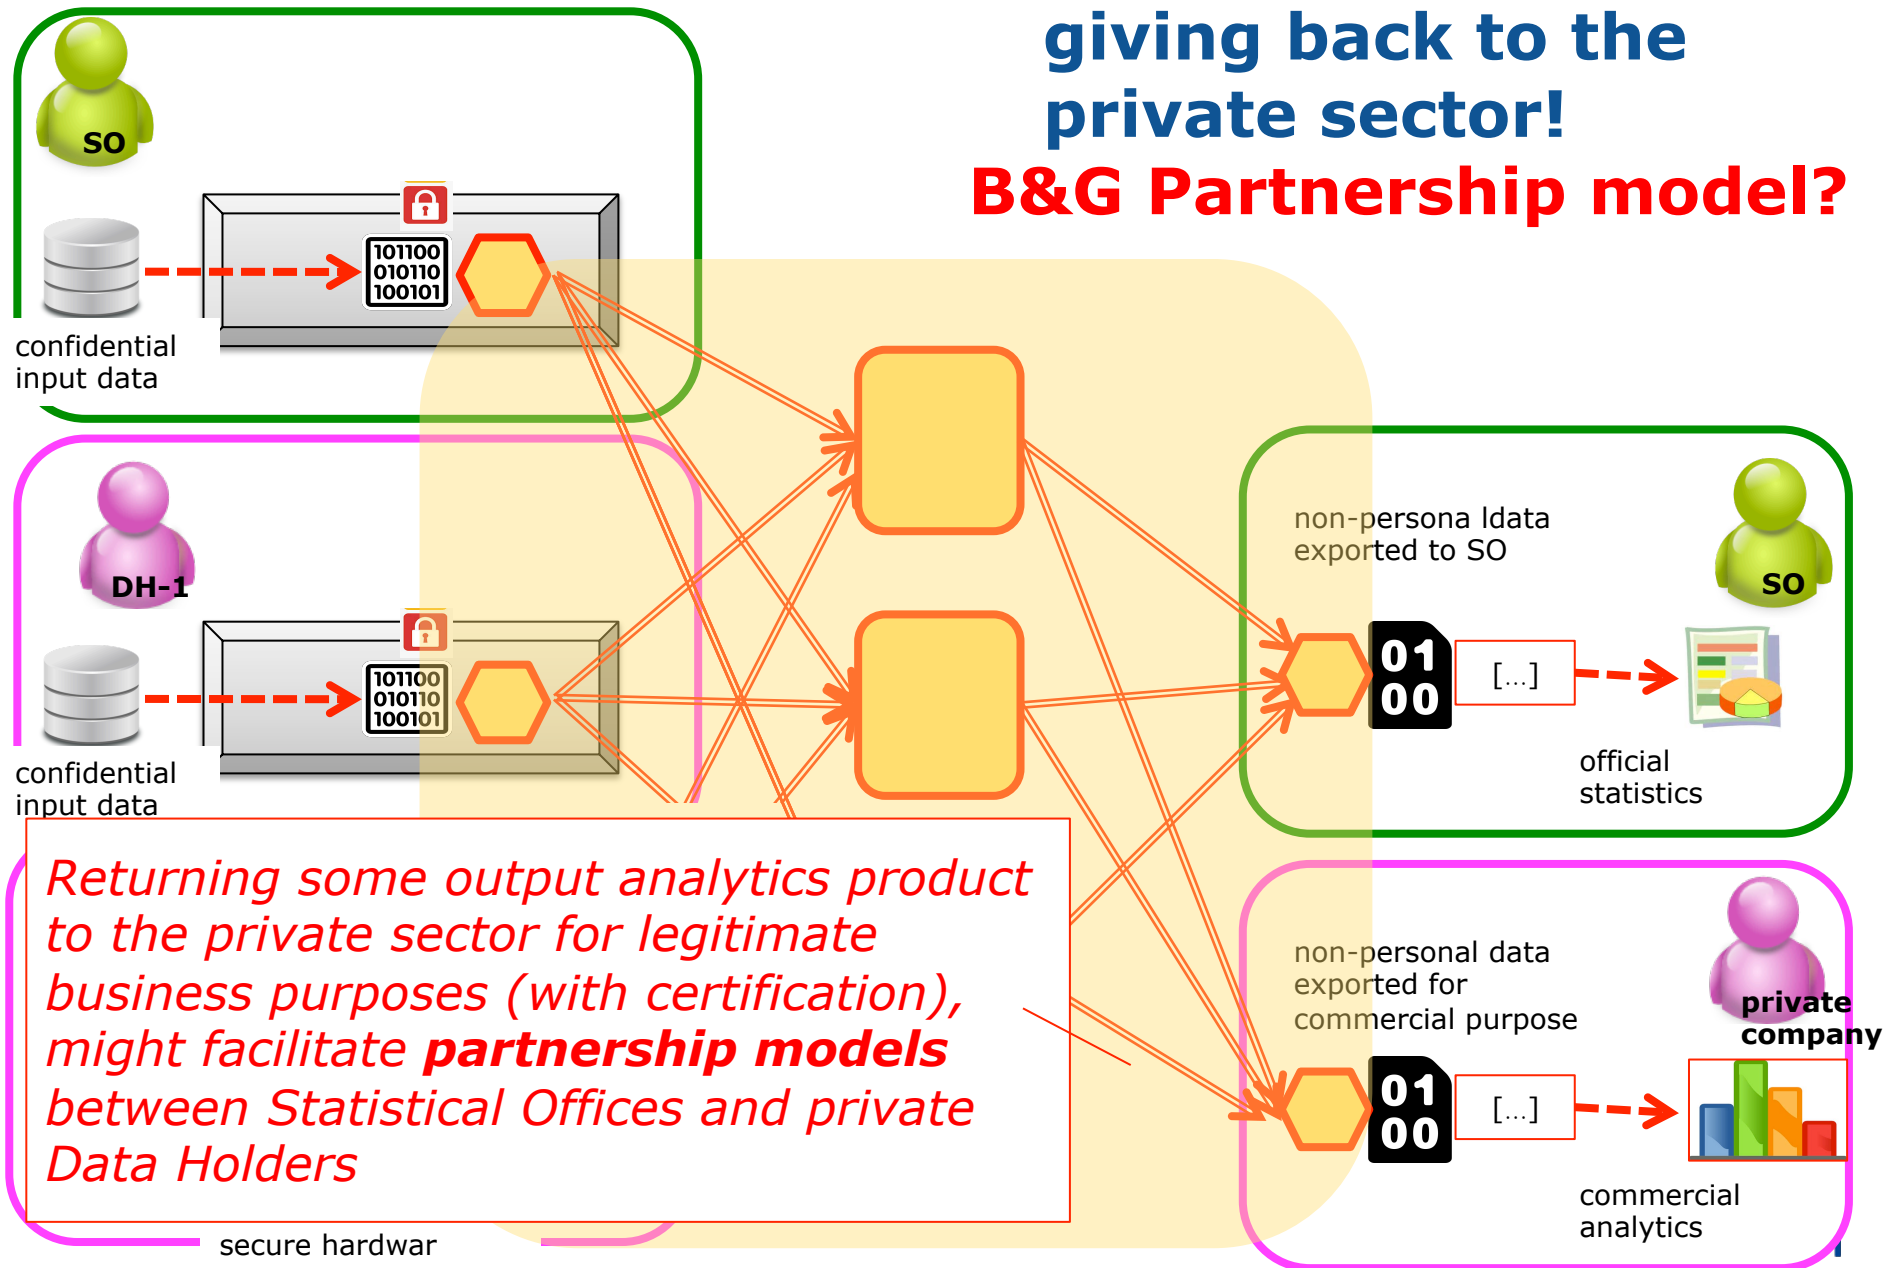 giving back to the
private sector!
B&G Partnership model?
SO
101100
010110
100101
confidential
input data
DH-1
101100
010110
100101
confidential
input data
non-persona ldata
exported to SO
SO
01
00
[...]
official
statistics
Returning some output analytics product
to the private sector for legitimate
business purposes (with certification),
might facilitate partnership models
between Statistical Offices and private
Data Holders
non-personal data
exported for
commercial purpose
private
company
01
00
[...]
commercial
analytics
secure hardwar